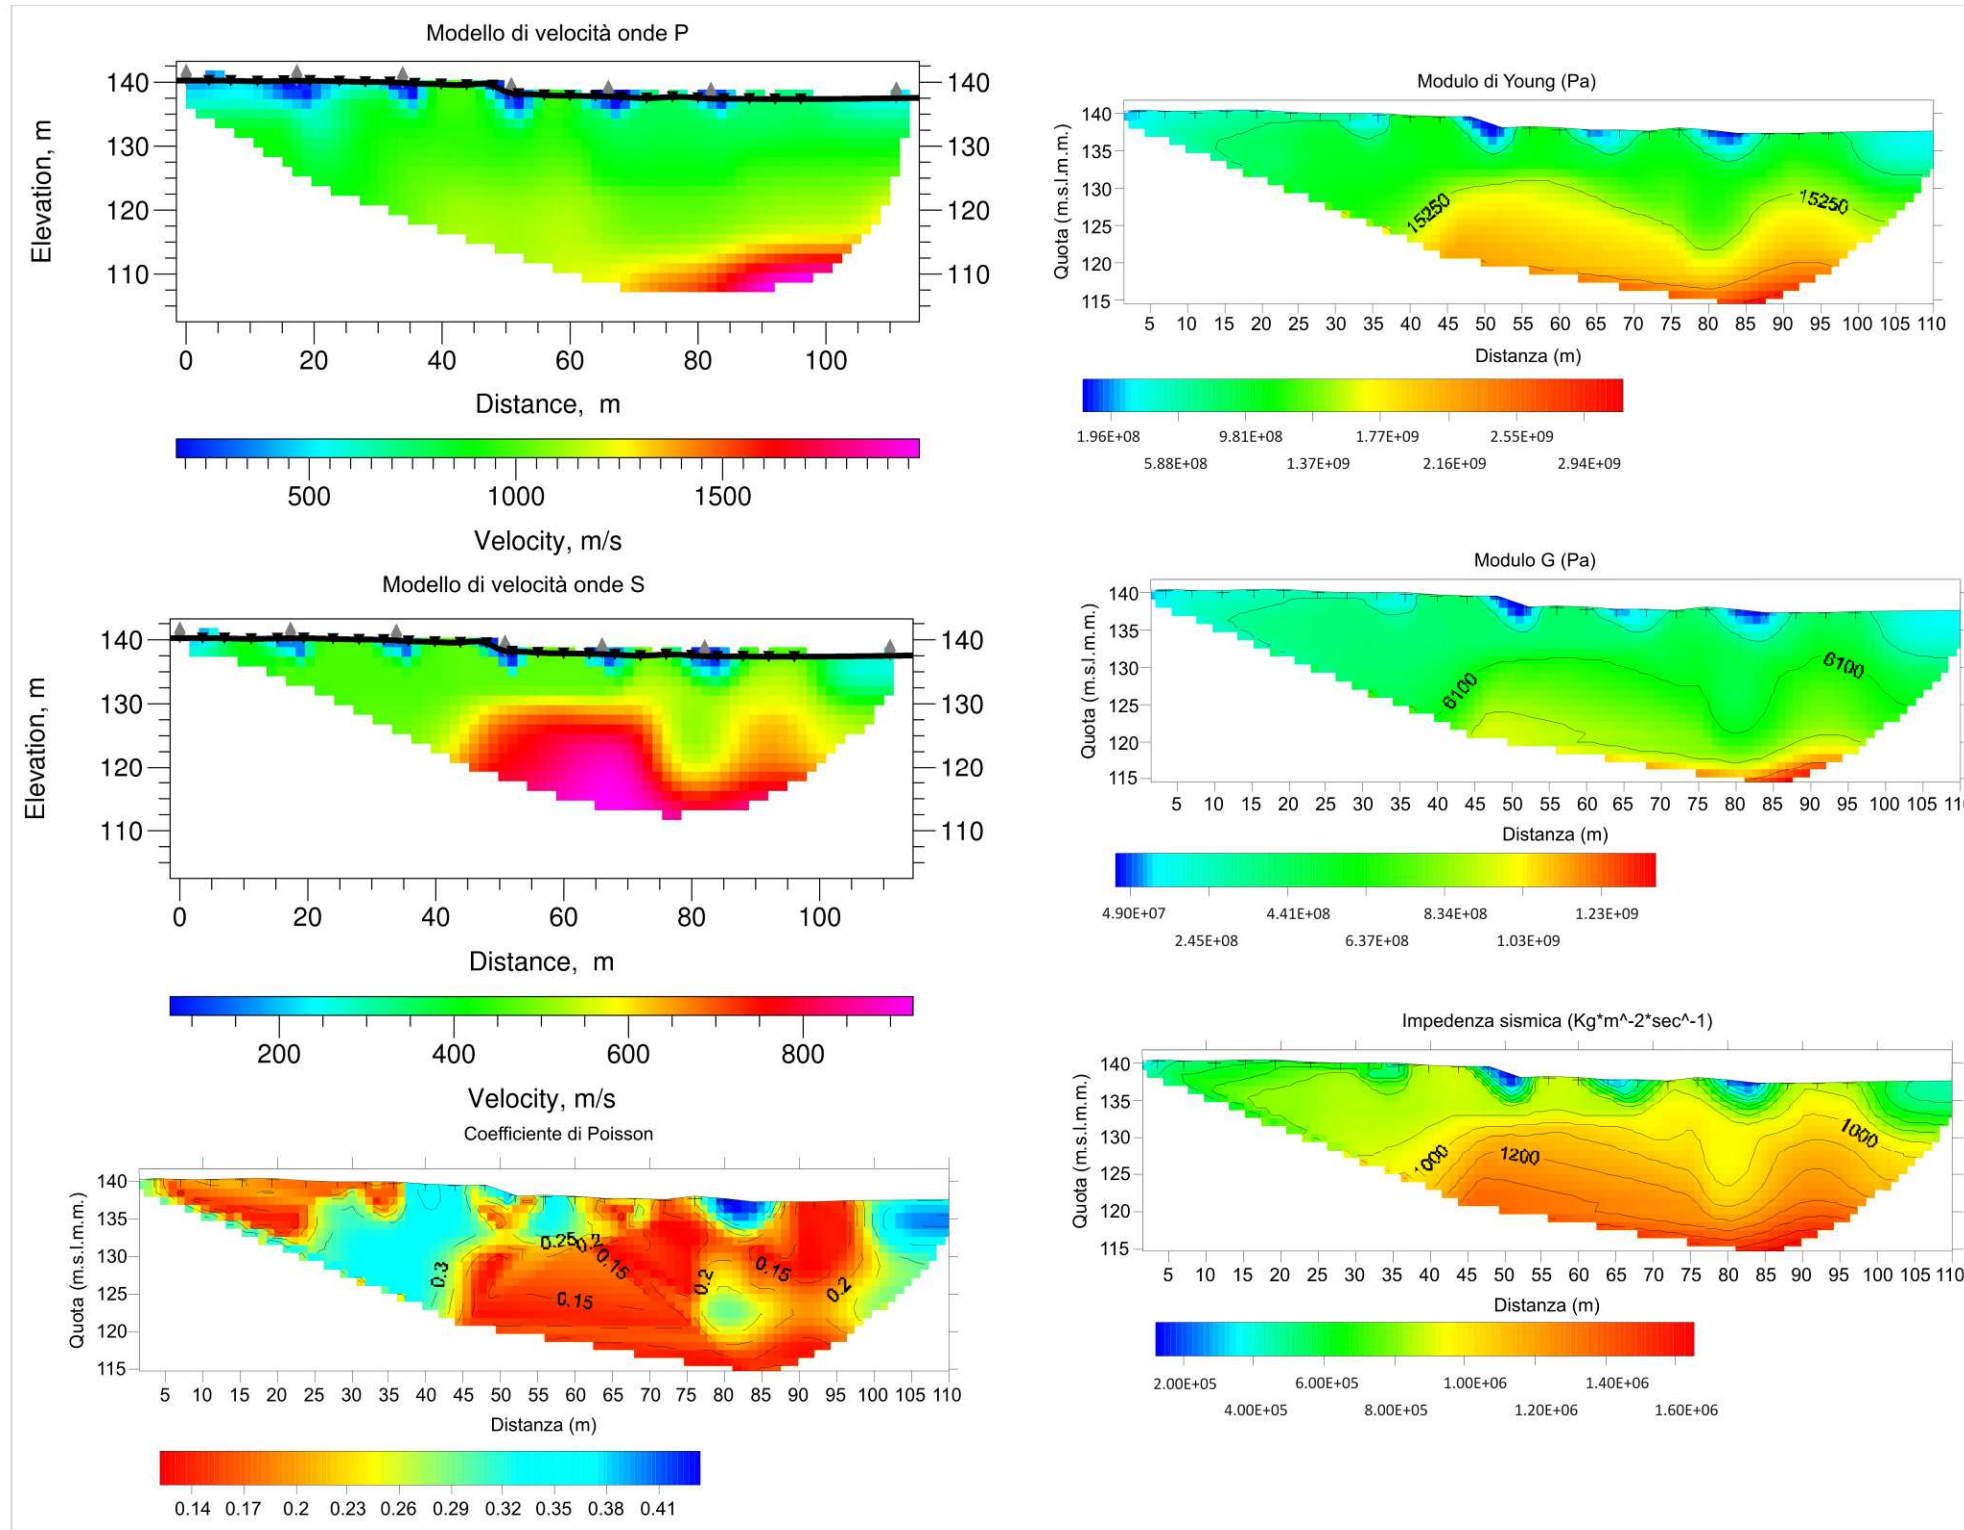 Modello di velocità onde P
140 140
130 130
120 120
110 110
Elevation, m
0 20 40 60 80 100
Distance, m
500 1000 1500
Velocity, m/s
Modello di velocità onde S
140 140
130 130
120 120
110 110
Elevation, m
0 20 40 60 80 100
Distance, m
200 400 600 800
Velocity, m/s
Coefficiente di Poisson
140
135
130
125
120
115
Quota (m.s.l.m.m.)
0.3
0.25
0.2
0.15
0.15
0.2
0.15
0.2
5 10 15 20 25 30 35 40 45 50 55 60 65 70 75 80 85 90 95 100 105 110
Distanza (m)
0.14 0.17 0.2 0.23 0.26 0.29 0.32 0.35 0.38 0.41
Modulo di Young (Pa)
140
135
130
125
120
115
Quota (m.s.l.m.m.)
15250
15250
5 10 15 20 25 30 35 40 45 50 55 60 65 70 75 80 85 90 95 100 105 110
Distanza (m)
1.96E+08 9.81E+08 1.77E+09 2.55E+09
5.88E+08 1.37E+09 2.16E+09 2.94E+09
Modulo G (Pa)
140
135
130
125
120
115
Quota (m.s.l.m.m.)
6100
6100
5 10 15 20 25 30 35 40 45 50 55 60 65 70 75 80 85 90 95 100 105
Distanza (m)
4.90E+07 4.41E+08 8.34E+08 1.23E+09
2.45E+08 6.37E+08 1.03E+09
Impedenza sismica (Kg*m^-2*sec^-1)
140
135
130
125
120
115
Quota (m.s.l.m.m.)
1000
1200
1000
5 10 15 20 25 30 35 40 45 50 55 60 65 70 75 80 85 90 95 100 105
Distanza (m)
2.00E+05 6.00E+05 1.00E+06 1.40E+06
4.00E+05 8.00E+05 1.20E+06 1.60E+06